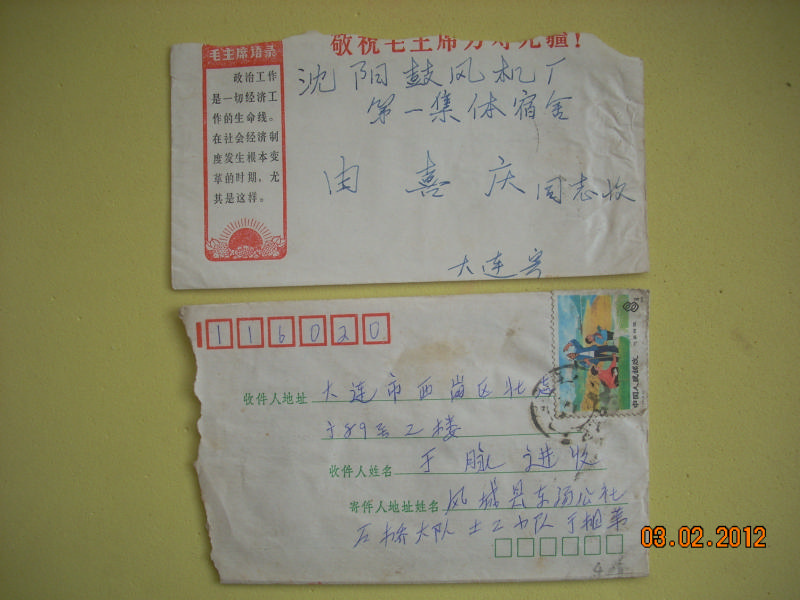 敬祝毛主席万寿无疆！
毛主席语录
政治工作
是一切经济工
作的生命线。
在社会经济制
度发生根本变
革的时期，尤
其是这样。
沈阳鼓风机厂
第一集体宿舍
由喜庆同志收
大连寄
116020
中国人民邮政
收件人地址 大连市西岗区壮
89号2楼
收件人姓名 于 收
寄件人地址姓名 凤城县东汤公社
石桥大队
03.02.2012